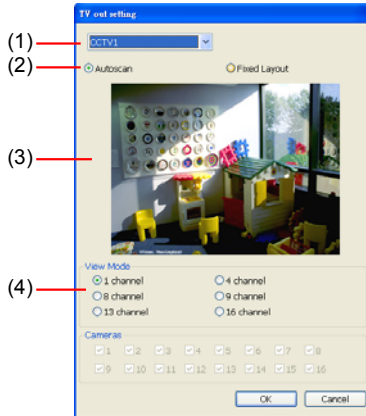 TV out setting
(1) CCTV1
(2) Autoscan Fixed Layout
(3)
View Mode
(4) 1 channel 4 channel
8 channel 9 channel
13 channel 16 channel
Cameras
1 2 3 4 5 6 7 8
9 10 11 12 13 14 15 16
OK Cancel